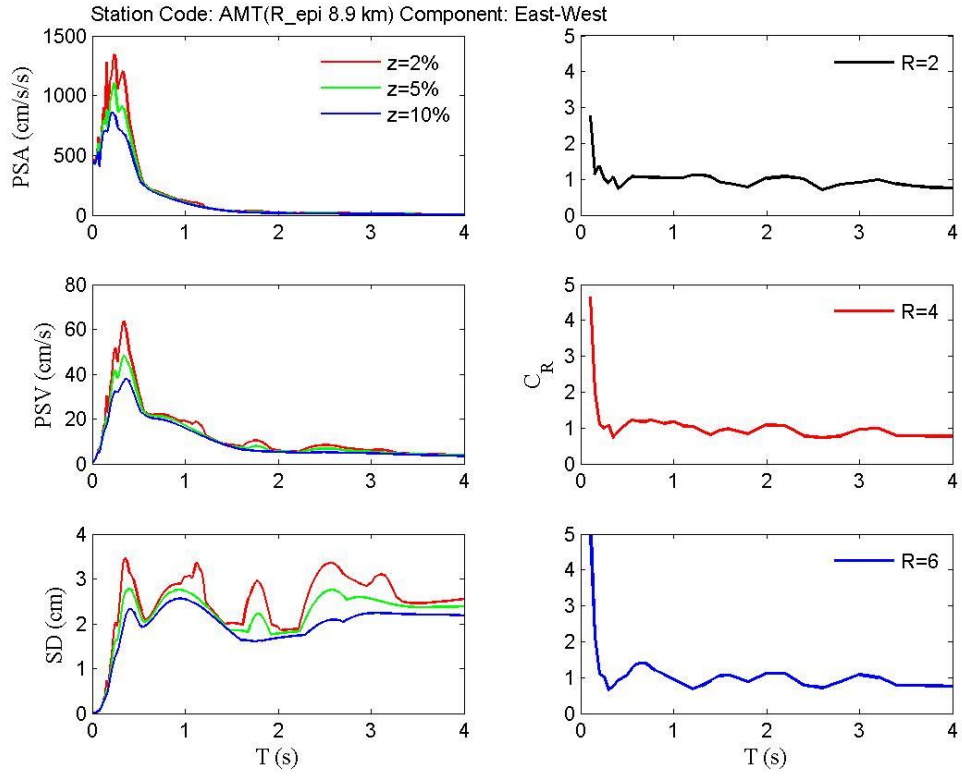 Station Code: AMT(R_epi 8.9 km) Component: East-West
PSA (cm/s/s)
1500
1000
500
0
0 1 2 3 4
z=2%
z=5%
z=10%
5
4
3
2
1
0
0 1 2 3 4
R=2
PSV (cm/s)
80
60
40
20
0
0 1 2 3 4
C_R
5
4
3
2
1
0
0 1 2 3 4
R=4
SD (cm)
4
3
2
1
0
0 1 2 3 4
T (s)
5
4
3
2
1
0
0 1 2 3 4
R=6
T (s)